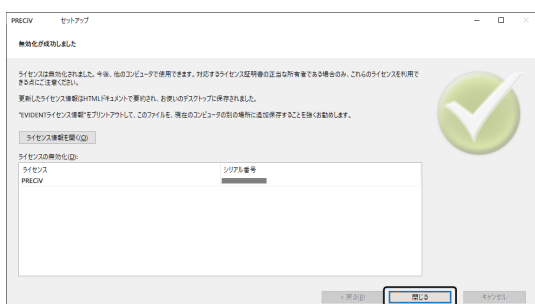 PRECiV セットアップ
無効化が成功しました
ライセンスは無効化されました。今後、他のコンピュータで使用できます。対応するライセンス証明書の正当な所有者である場合のみ、これらのライセンスを利用で
きる点にご注意ください。
更新したライセンス情報はHTMLドキュメントで要約され、お使いのデスクトップに保存されました。
"EVIDENTライセンス情報"をプリントアウトして、このファイルを、現在のコンピュータの別の場所に追加保存することを強くお勧めします。
ライセンス情報を開く(O)
ライセンスの無効化(D):
ライセンス シリアル番号
PRECiV
< 戻る(B) 閉じる キャンセル